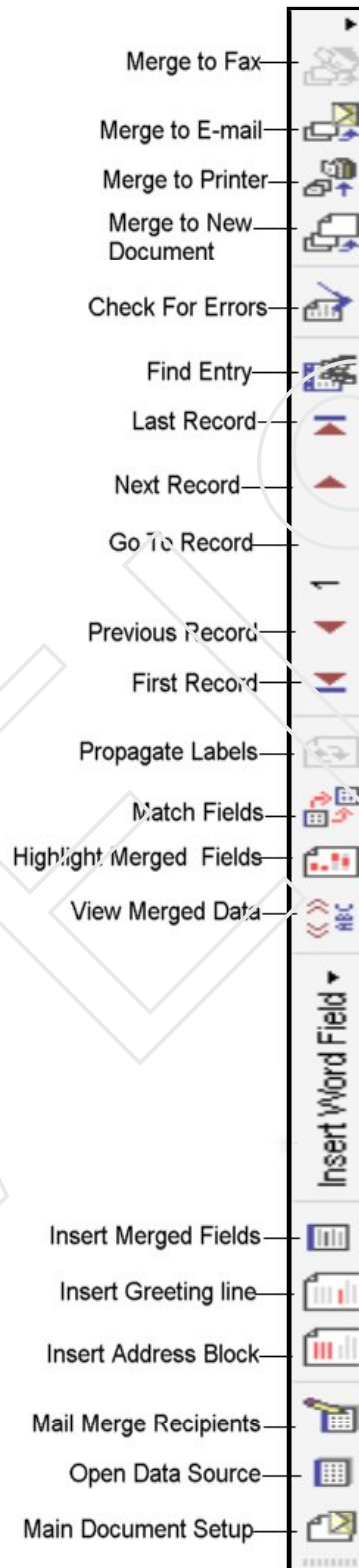 Merge to Fax
Merge to E-mail
Merge to Printer
Merge to New
Document
Check For Errors
Find Entry
Last Record
Next Record
Go To Record
1
Previous Record
First Record
Propagate Labels
Match Fields
Highlight Merged Fields
View Merged Data
ABC
Insert Word Field
Insert Merged Fields
Insert Greeting line
Insert Address Block
Mail Merge Recipients
Open Data Source
Main Document Setup